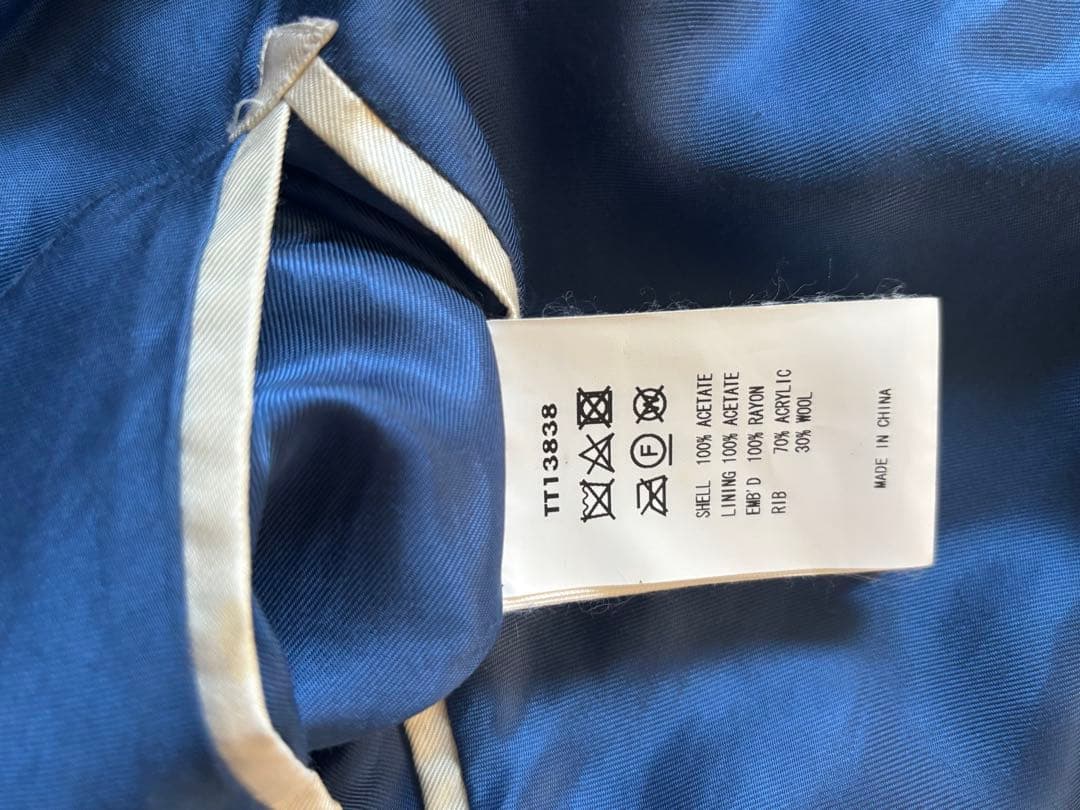 TT13838
F
SHELL 100% ACETATE
LINING 100% ACETATE
EMB'D 100% RAYON
RIB 70% ACRYLIC
30% WOOL
MADE IN CHINA